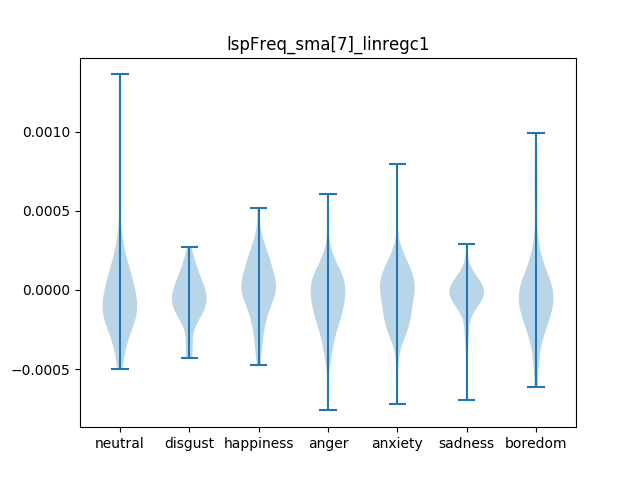 lspFreq_sma[7]_linregc1
0.0010
0.0005
0.0000
−0.0005
neutral disgust happiness anger anxiety sadness boredom